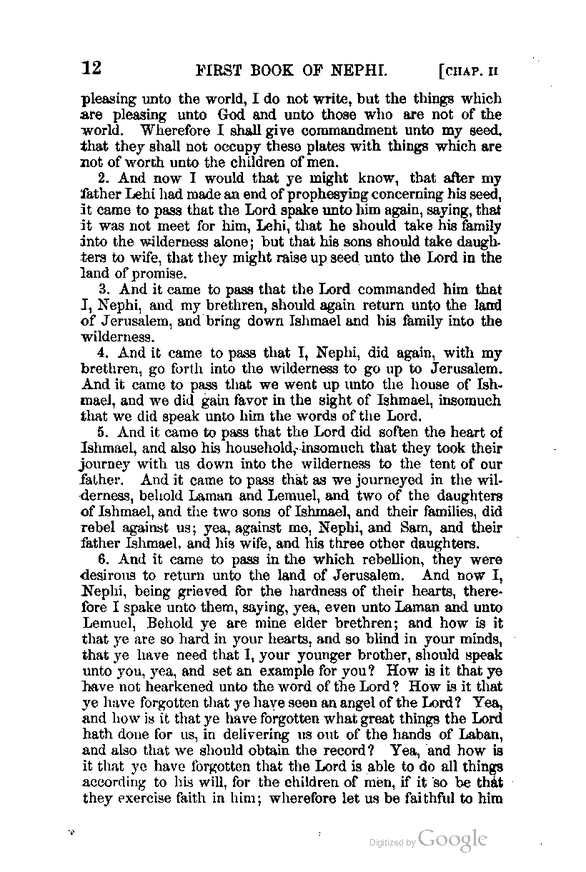 12 FIRST BOOK OF NEPHI. [CHAP. II
pleasing unto the world, I do not write, but the things which
are pleasing unto God and unto those who are not of the
world. Wherefore I shall give commandment unto my seed,
that they shall not occupy these plates with things which are
not of worth unto the children of men.
2. And now I would that ye might know, that after my
father Lehi had made an end of prophesying concerning his seed,
it came to pass that the Lord spake unto him again, saying, that
it was not meet for him, Lehi, that he should take his family
into the wilderness alone; but that his sons should take daugh-
ters to wife, that they might raise up seed unto the Lord in the
land of promise.
3. And it came to pass that the Lord commanded him that
I, Nephi, and my brethren, should again return unto the land
of Jerusalem, and bring down Ishmael and his family into the
wilderness.
4. And it came to pass that I, Nephi, did again, with my
brethren, go forth into the wilderness to go up to Jerusalem.
And it came to pass that we went up unto the house of Ish-
mael, and we did gain favor in the sight of Ishmael, insomuch
that we did speak unto him the words of the Lord.
5. And it came to pass that the Lord did soften the heart of
Ishmael, and also his household, insomuch that they took their
journey with us down into the wilderness to the tent of our
father. And it came to pass that as we journeyed in the wil-
derness, behold Laman and Lemuel, and two of the daughters
of Ishmael, and the two sons of Ishmael, and their families, did
rebel against us; yea, against me, Nephi, and Sam, and their
father Ishmael, and his wife, and his three other daughters.
6. And it came to pass in the which rebellion, they were
desirous to return unto the land of Jerusalem. And now I,
Nephi, being grieved for the hardness of their hearts, there-
fore I spake unto them, saying, yea, even unto Laman and unto
Lemuel, Behold ye are mine elder brethren; and how is it
that ye are so hard in your hearts, and so blind in your minds,
that ye have need that I, your younger brother, should speak
unto you, yea, and set an example for you? How is it that ye
have not hearkened unto the word of the Lord? How is it that
ye have forgotten that ye have seen an angel of the Lord? Yea,
and how is it that ye have forgotten what great things the Lord
hath done for us, in delivering us out of the hands of Laban,
and also that we should obtain the record? Yea, and how is
it that ye have forgotten that the Lord is able to do all things
according to his will, for the children of men, if it so be that
they exercise faith in him; wherefore let us be faithful to him
Digitized by Google